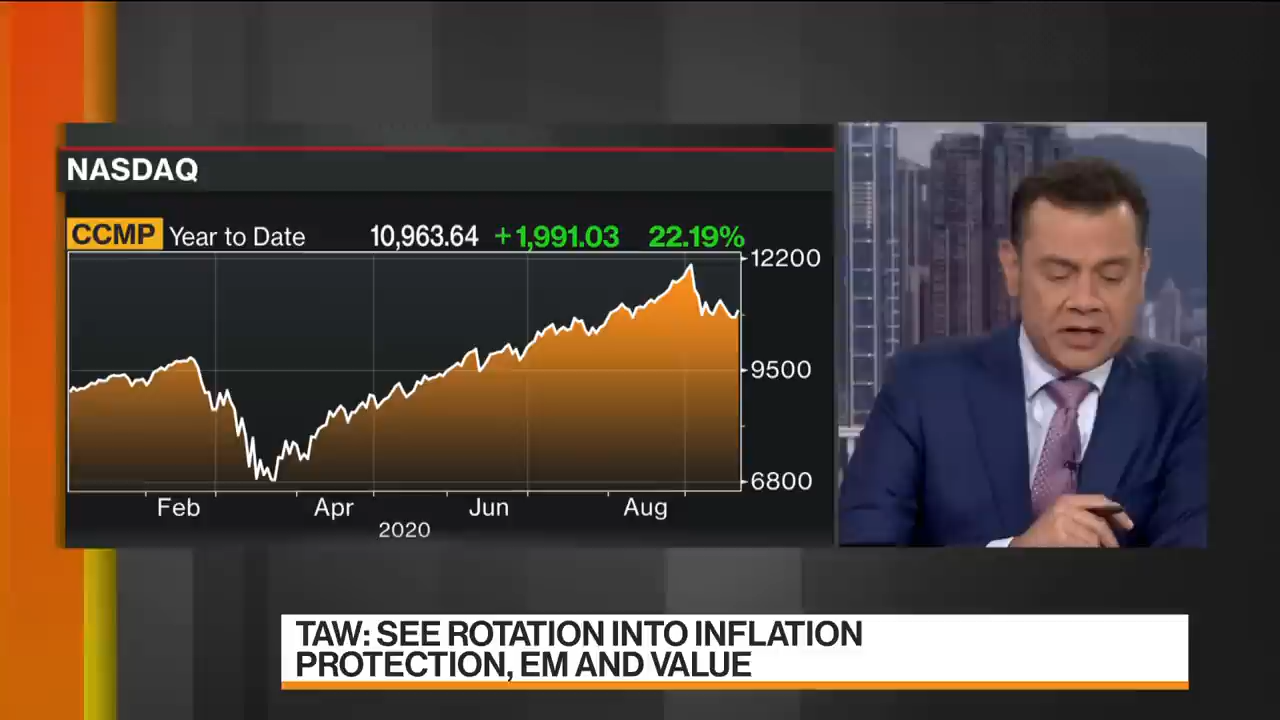 NASDAQ
CCMP Year to Date 10,963.64 +1,991.03 22.19%
12200
9500
6800
Feb Apr Jun Aug
2020
TAW: SEE ROTATION INTO INFLATION
PROTECTION, EM AND VALUE